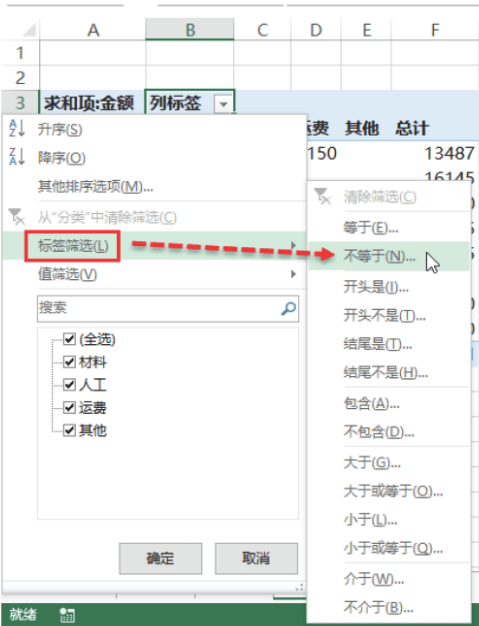 A B C D E F
1
2
3 求和项:金额 列标签
运费 其他 总计
150 13487
16145
升序(S)
降序(O)
其他排序选项(M)...
从"分类"中清除筛选(C)
标签筛选(L)
值筛选(V)
搜索
(全选)
材料
人工
运费
其他
确定 取消
清除筛选(C)
等于(E)...
不等于(N)...
开头是(I)...
开头不是(T)...
结尾是(T)...
结尾不是(H)...
包含(A)...
不包含(D)...
大于(G)...
大于或等于(O)...
小于(L)...
小于或等于(Q)...
介于(W)...
不介于(B)...
就绪